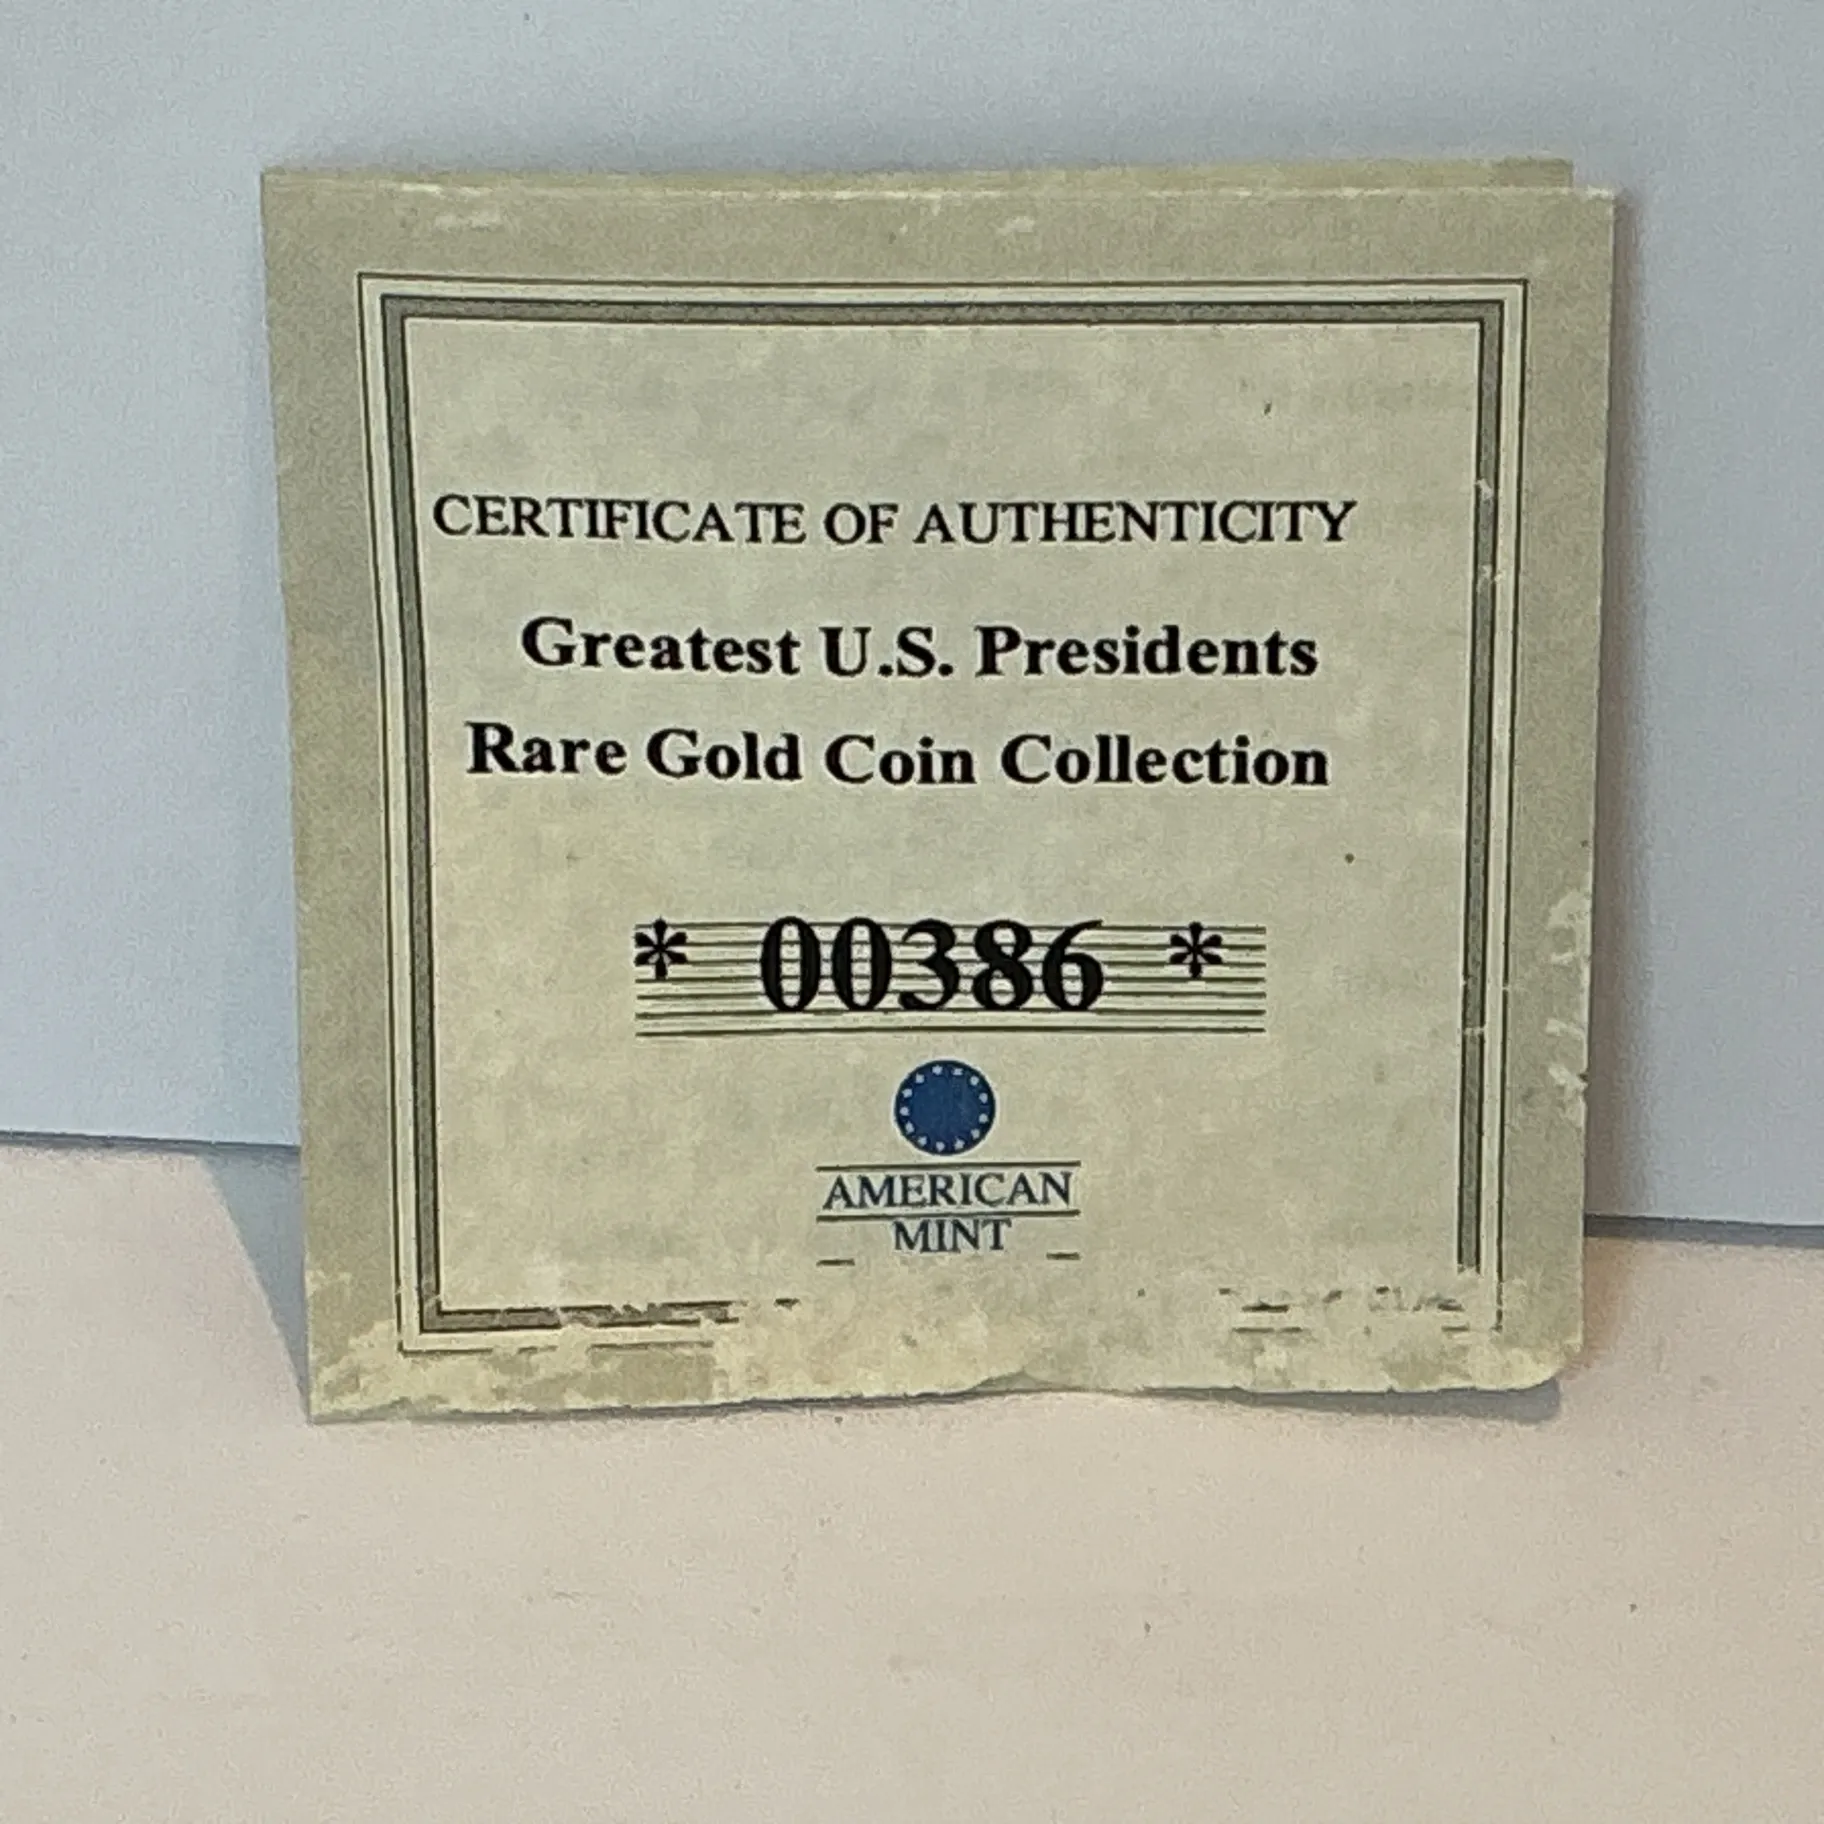 CERTIFICATE OF AUTHENTICITY
Greatest U.S. Presidents
Rare Gold Coin Collection
* 00386 *
AMERICAN
MINT